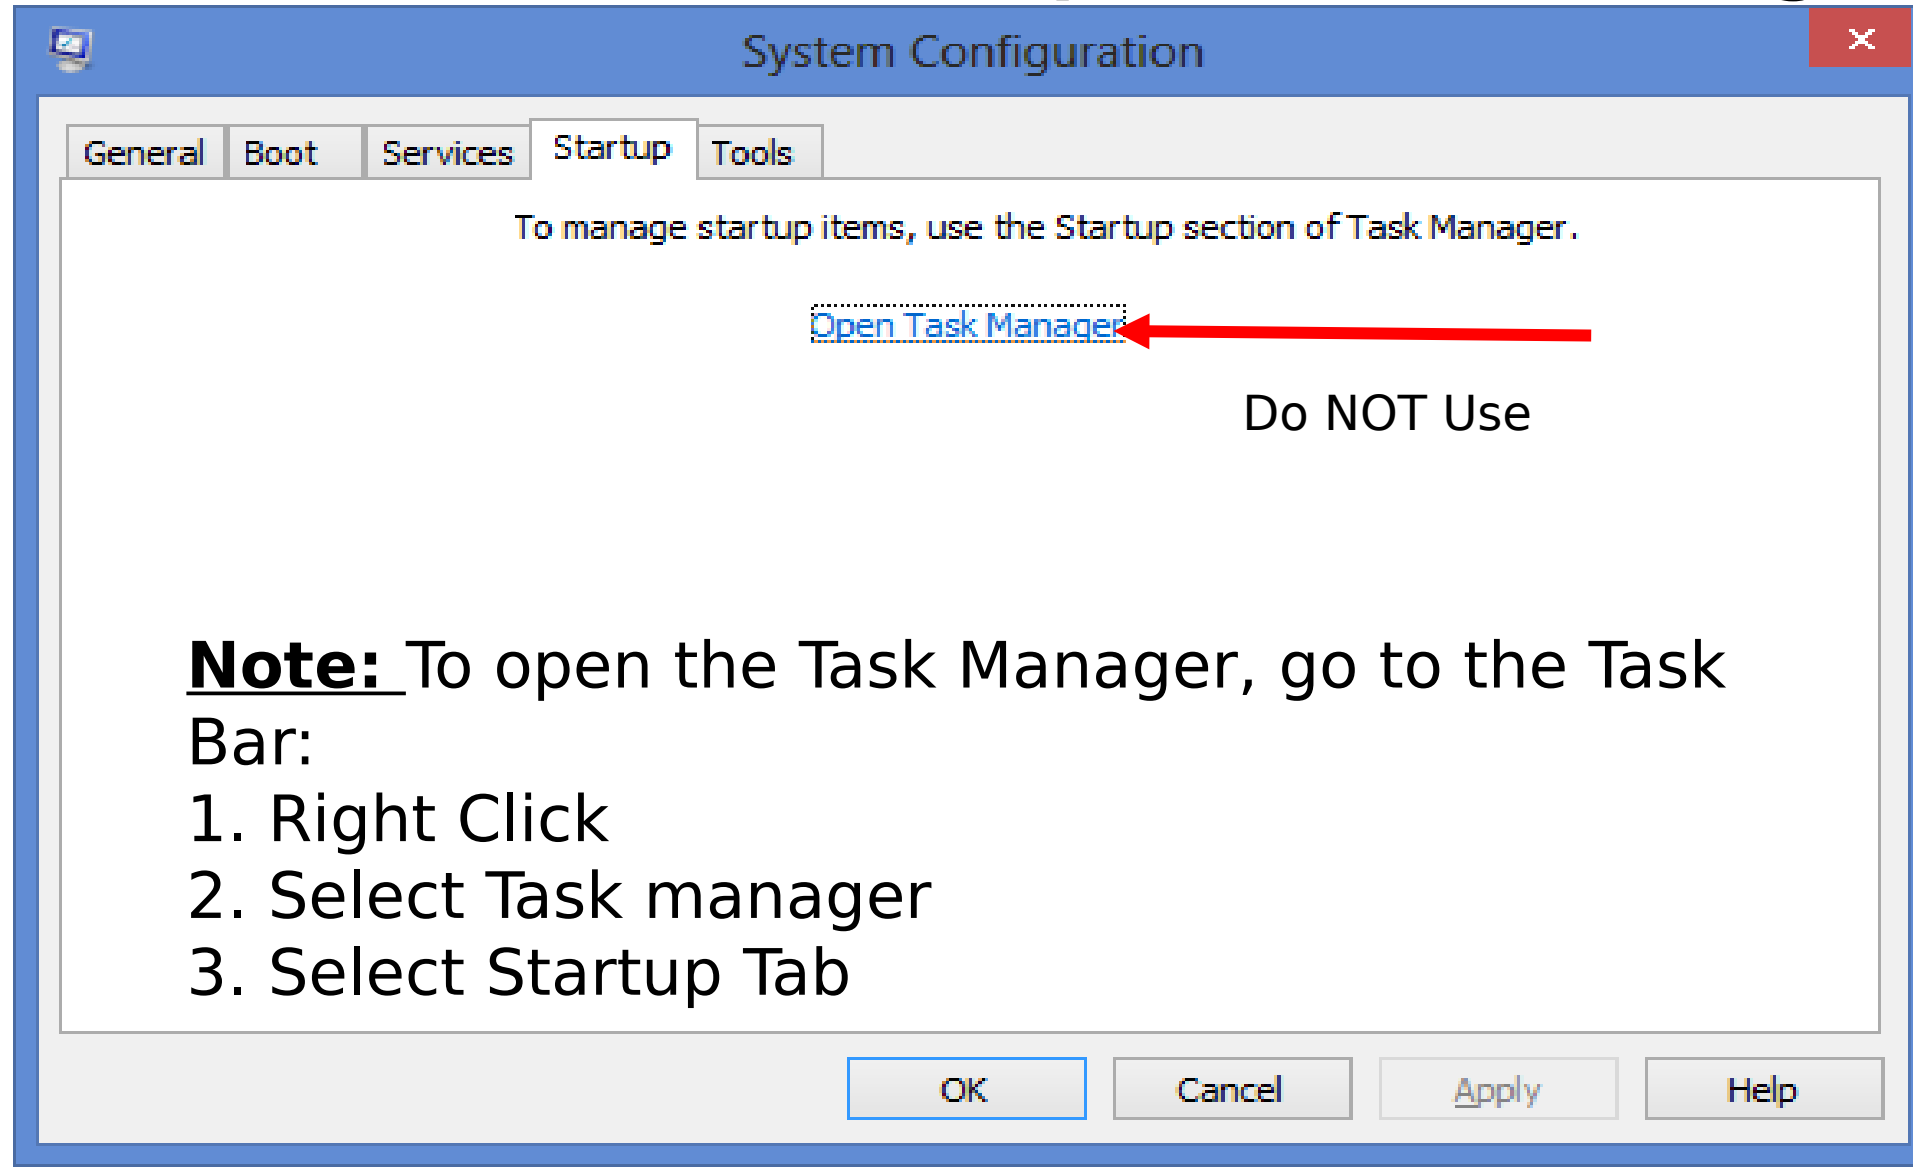 System Configuration
General Boot Services Startup Tools
To manage startup items, use the Startup section of Task Manager.
Open Task Manager
Do NOT Use
Note: To open the Task Manager, go to the Task
Bar:
1. Right Click
2. Select Task manager
3. Select Startup Tab
OK Cancel Apply Help